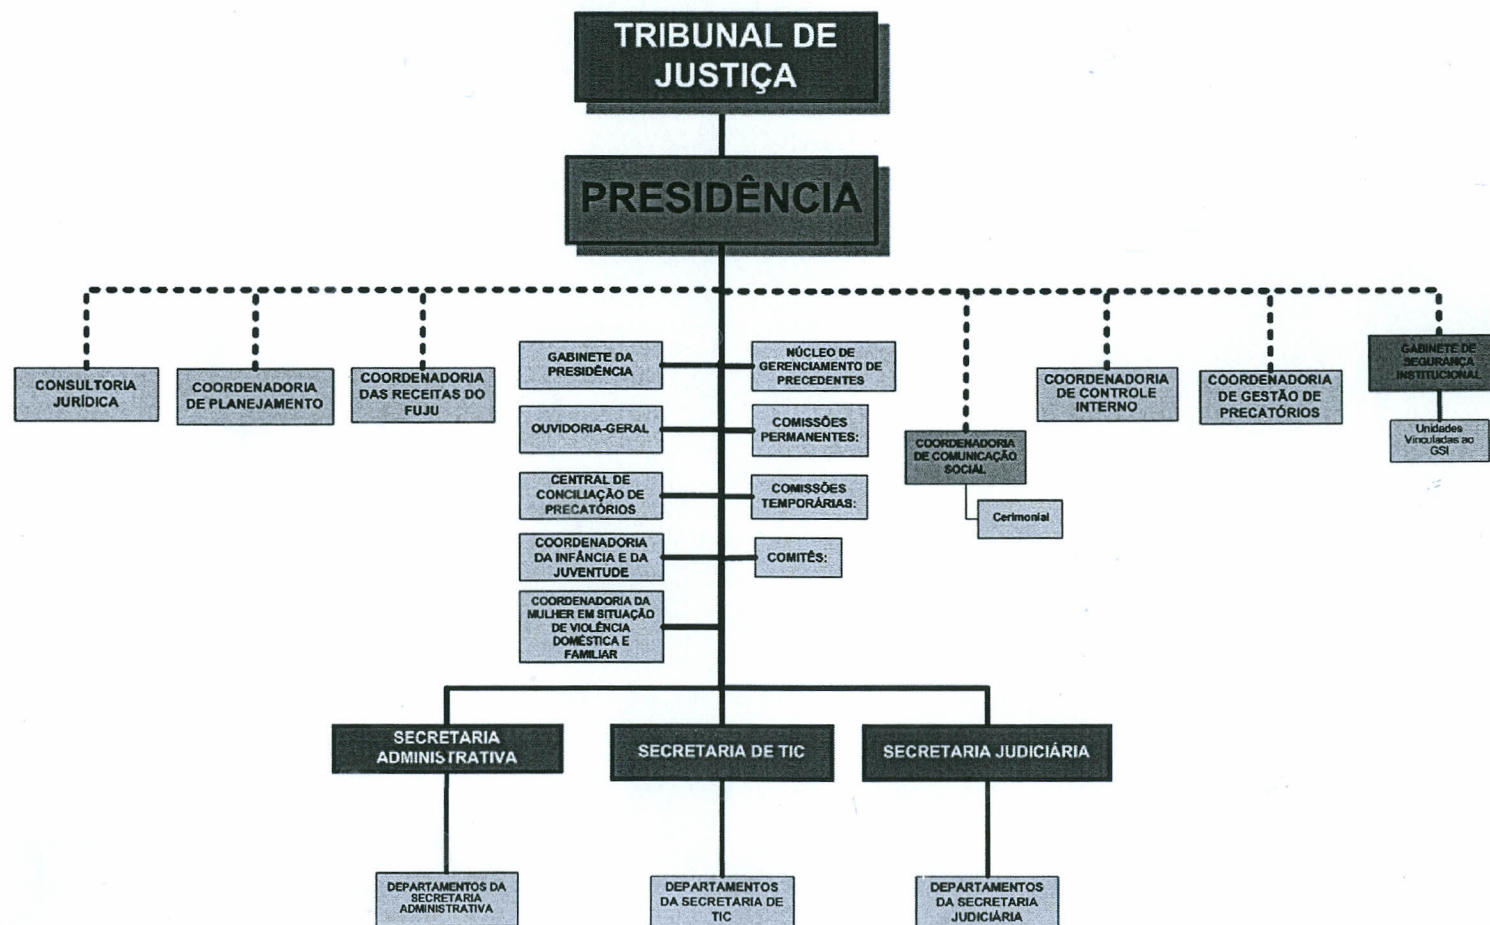 TRIBUNAL DE
JUSTIÇA
PRESIDÊNCIA
CONSULTORIA
JURÍDICA
COORDENADORIA
DE PLANEJAMENTO
COORDENADORIA
DAS RECEITAS DO
FUJU
GABINETE DA
PRESIDÊNCIA
NÚCLEO DE
GERENCIAMENTO DE
PRECEDENTES
OUVIDORIA-GERAL
COMISSÕES
PERMANENTES:
CENTRAL DE
CONCILIAÇÃO DE
PRECATÓRIOS
COMISSÕES
TEMPORÁRIAS:
COORDENADORIA
DA INFÂNCIA E DA
JUVENTUDE
COMITÊS:
COORDENADORIA DA
MULHER EM SITUAÇÃO
DE VIOLÊNCIA
DOMÉSTICA E
FAMILIAR
COORDENADORIA
DE COMUNICAÇÃO
SOCIAL
Cerimonial
COORDENADORIA
DE CONTROLE
INTERNO
COORDENADORIA
DE GESTÃO DE
PRECATÓRIOS
GABINETE DE
SEGURANÇA
INSTITUCIONAL
Unidades
Vinculadas ao
GSI
SECRETARIA
ADMINISTRATIVA
SECRETARIA DE TIC
SECRETARIA JUDICIÁRIA
DEPARTAMENTOS DA
SECRETARIA
ADMINISTRATIVA
DEPARTAMENTOS
DA SECRETARIA DE
TIC
DEPARTAMENTOS
DA SECRETARIA
JUDICIÁRIA